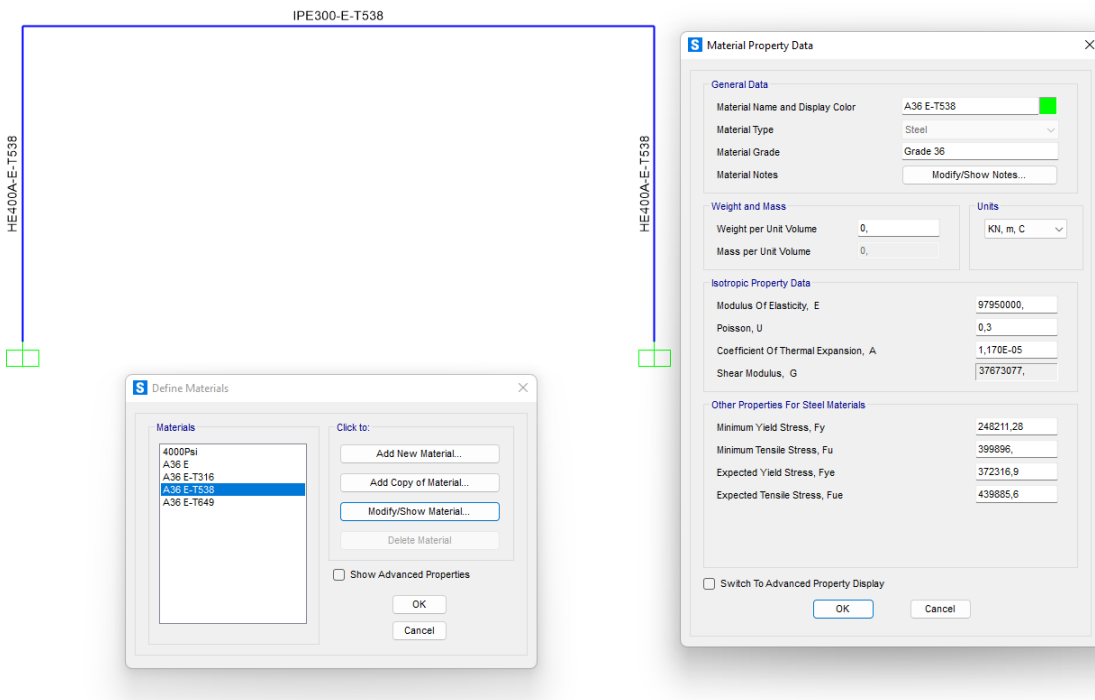 IPE300-E-T538
HE400A-E-T538
HE400A-E-T538
S Define Materials
Materials
4000Psi
A36 E
A36 E-T316
A36 E-T538
A36 E-T649
Click to:
Add New Material...
Add Copy of Material...
Modify/Show Material...
Delete Material
Show Advanced Properties
OK
Cancel
S Material Property Data
General Data
Material Name and Display Color A36 E-T538
Material Type Steel
Material Grade Grade 36
Material Notes Modify/Show Notes...
Weight and Mass
Weight per Unit Volume 0,
Mass per Unit Volume 0,
Units
KN, m, C
Isotropic Property Data
Modulus Of Elasticity, E 97950000,
Poisson, U 0,3
Coefficient Of Thermal Expansion, A 1,170E-05
Shear Modulus, G 37673077,
Other Properties For Steel Materials
Minimum Yield Stress, Fy 248211,28
Minimum Tensile Stress, Fu 399896,
Expected Yield Stress, Fye 372316,9
Expected Tensile Stress, Fue 439885,6
Switch To Advanced Property Display
OK Cancel